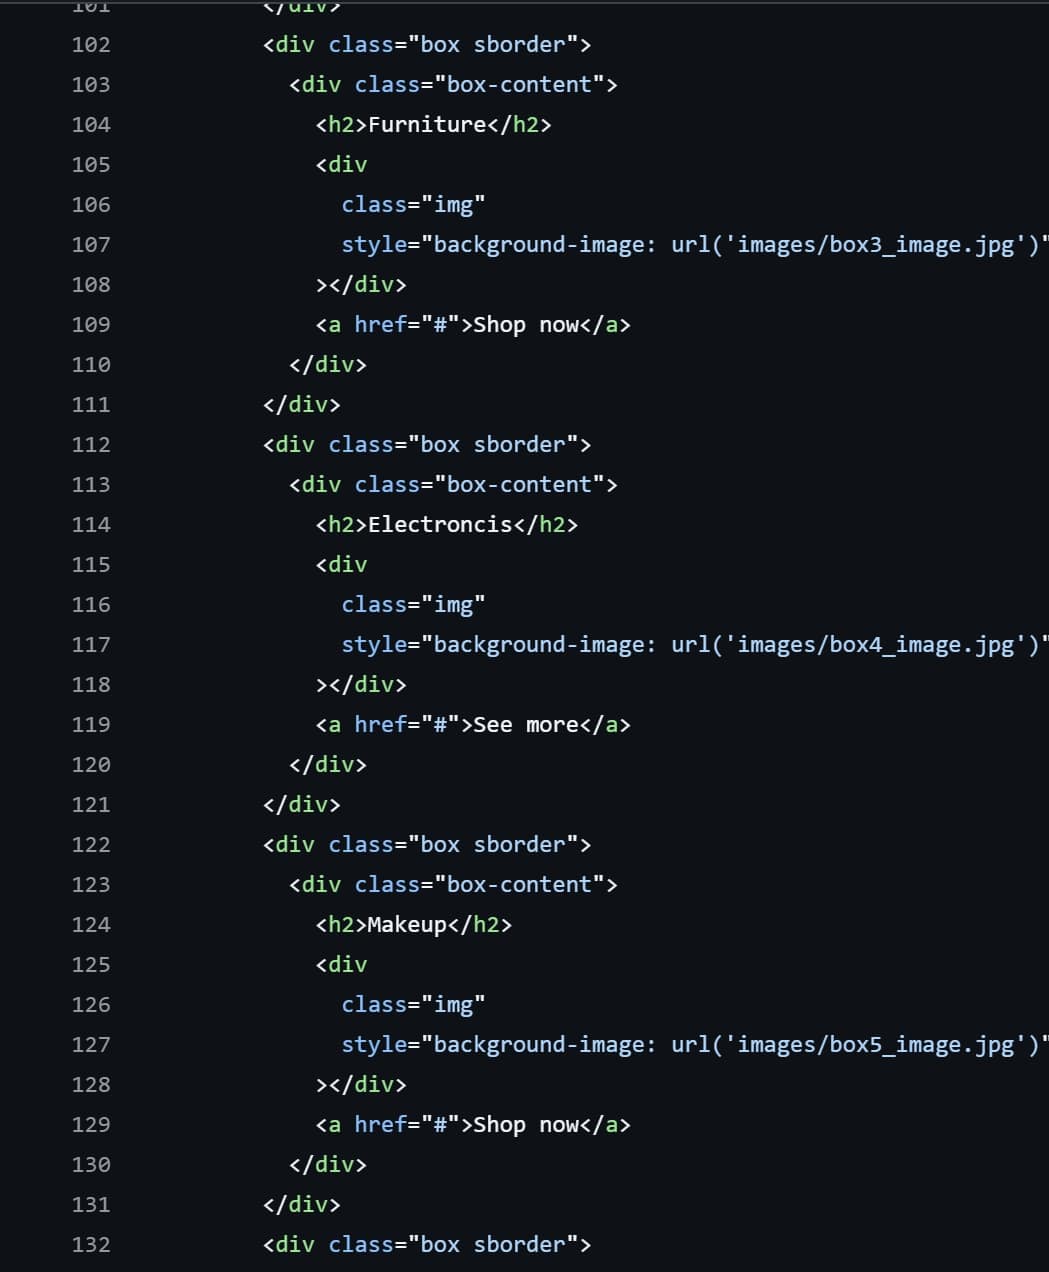 101 </div>
102 <div class="box sborder">
103 <div class="box-content">
104 <h2>Furniture</h2>
105 <div
106 class="img"
107 style="background-image: url('images/box3_image.jpg')"
108 ></div>
109 <a href="#">Shop now</a>
110 </div>
111 </div>
112 <div class="box sborder">
113 <div class="box-content">
114 <h2>Electroncis</h2>
115 <div
116 class="img"
117 style="background-image: url('images/box4_image.jpg')"
118 ></div>
119 <a href="#">See more</a>
120 </div>
121 </div>
122 <div class="box sborder">
123 <div class="box-content">
124 <h2>Makeup</h2>
125 <div
126 class="img"
127 style="background-image: url('images/box5_image.jpg')"
128 ></div>
129 <a href="#">Shop now</a>
130 </div>
131 </div>
132 <div class="box sborder">